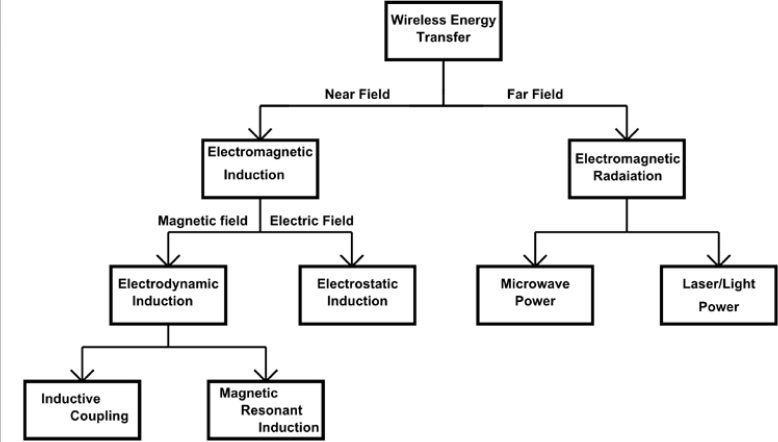 Wireless Energy
Transfer
Near Field
Far Field
Electromagnetic
Induction
Electromagnetic
Radaiation
Magnetic field
Electric Field
Electrodynamic
Induction
Electrostatic
Induction
Microwave
Power
Laser/Light
Power
Inductive
Coupling
Magnetic
Resonant
Induction